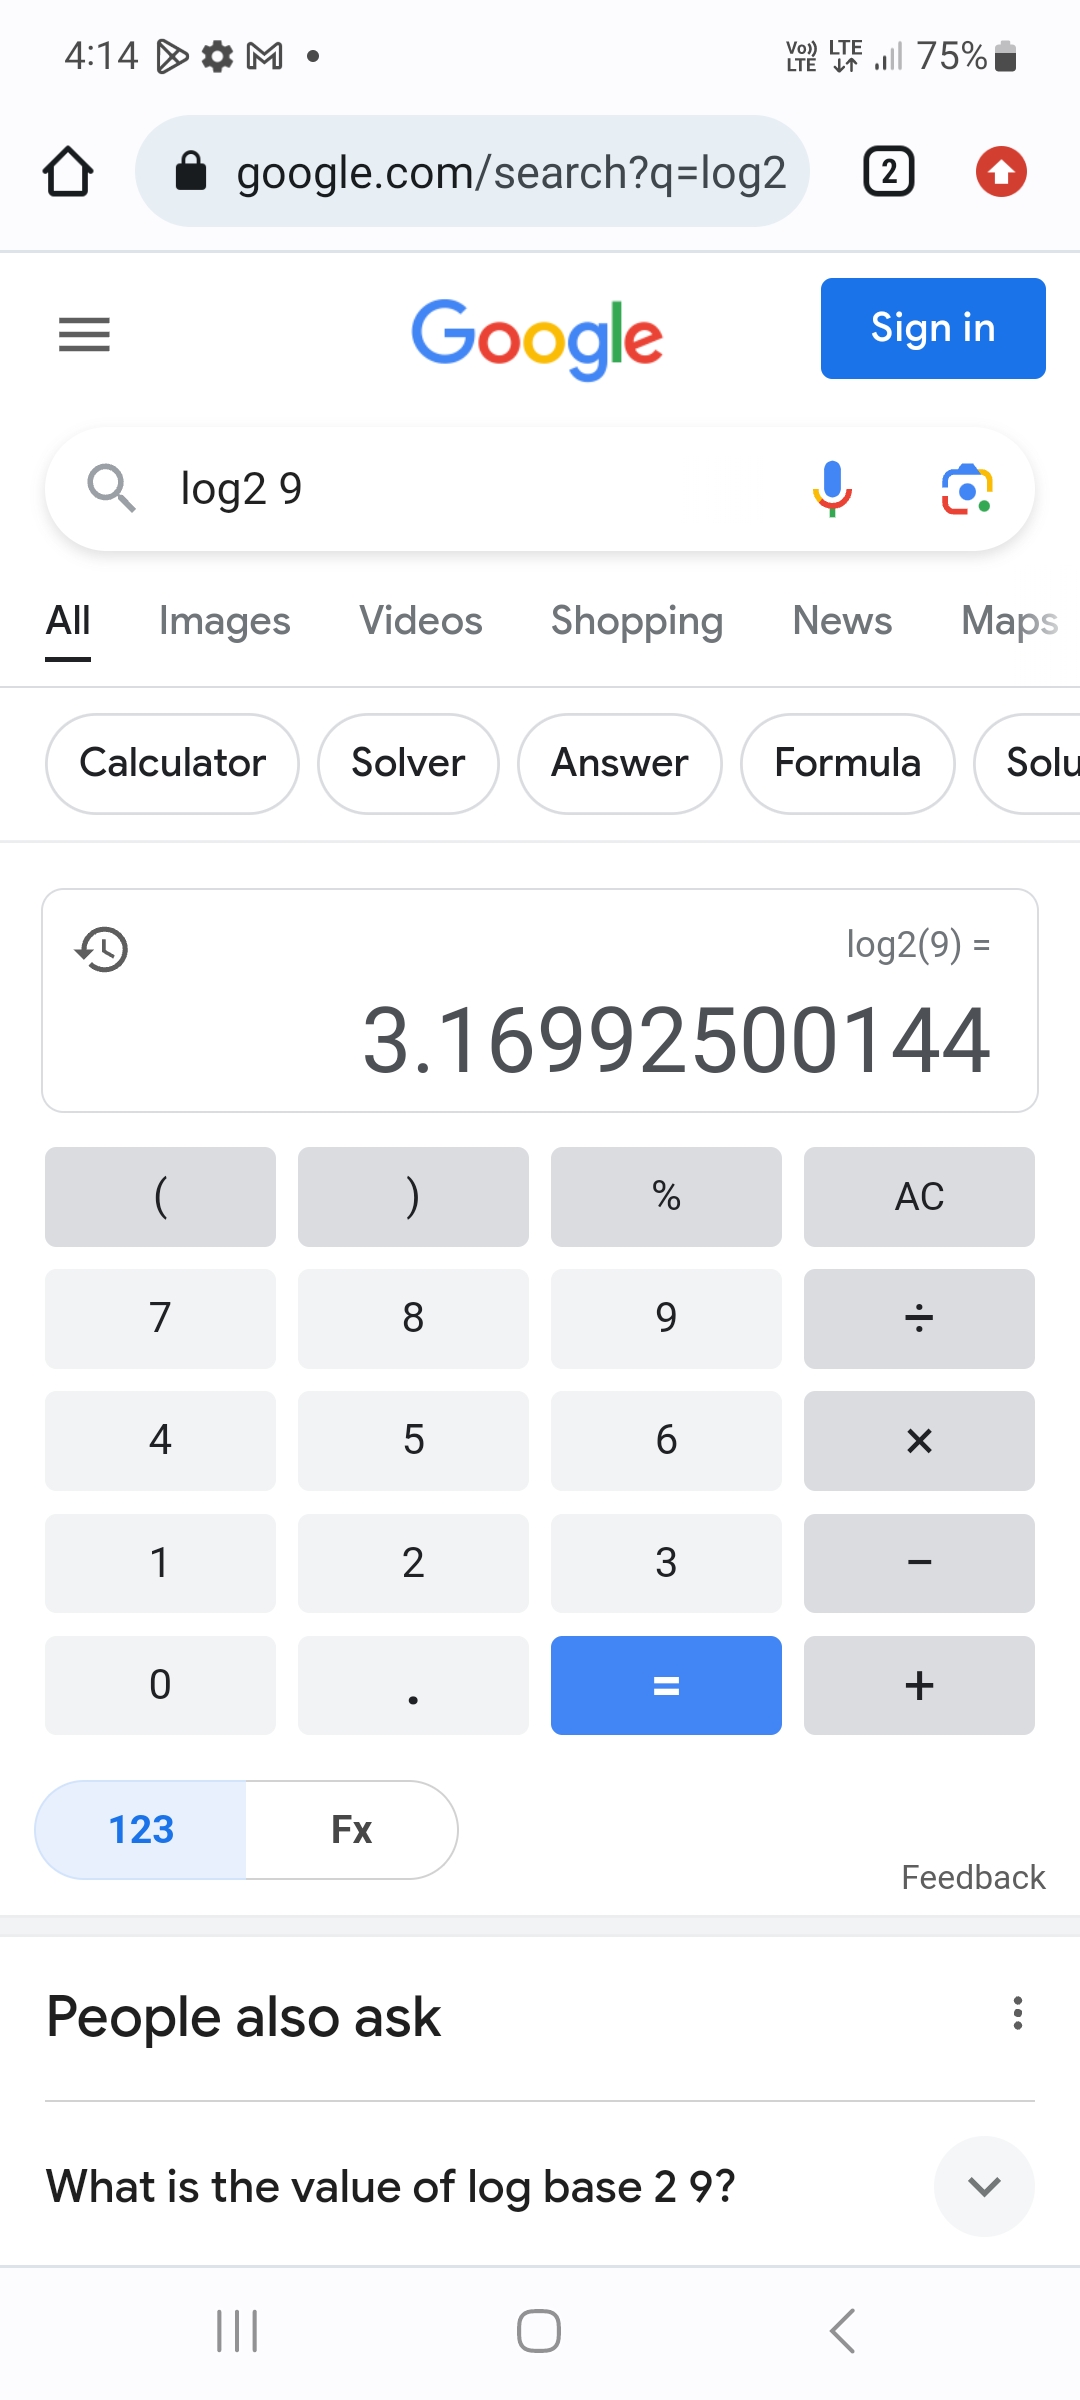 4:14
Vo)) LTE LTE 75%
google.com/search?q=log2
2
Google
Sign in
log2 9
All Images Videos Shopping News Maps
Calculator Solver Answer Formula Solu
log2(9) =
3.16992500144
( ) % AC
7 8 9 ÷
4 5 6 ×
1 2 3 −
0 . = +
123 Fx
Feedback
People also ask
What is the value of log base 2 9?